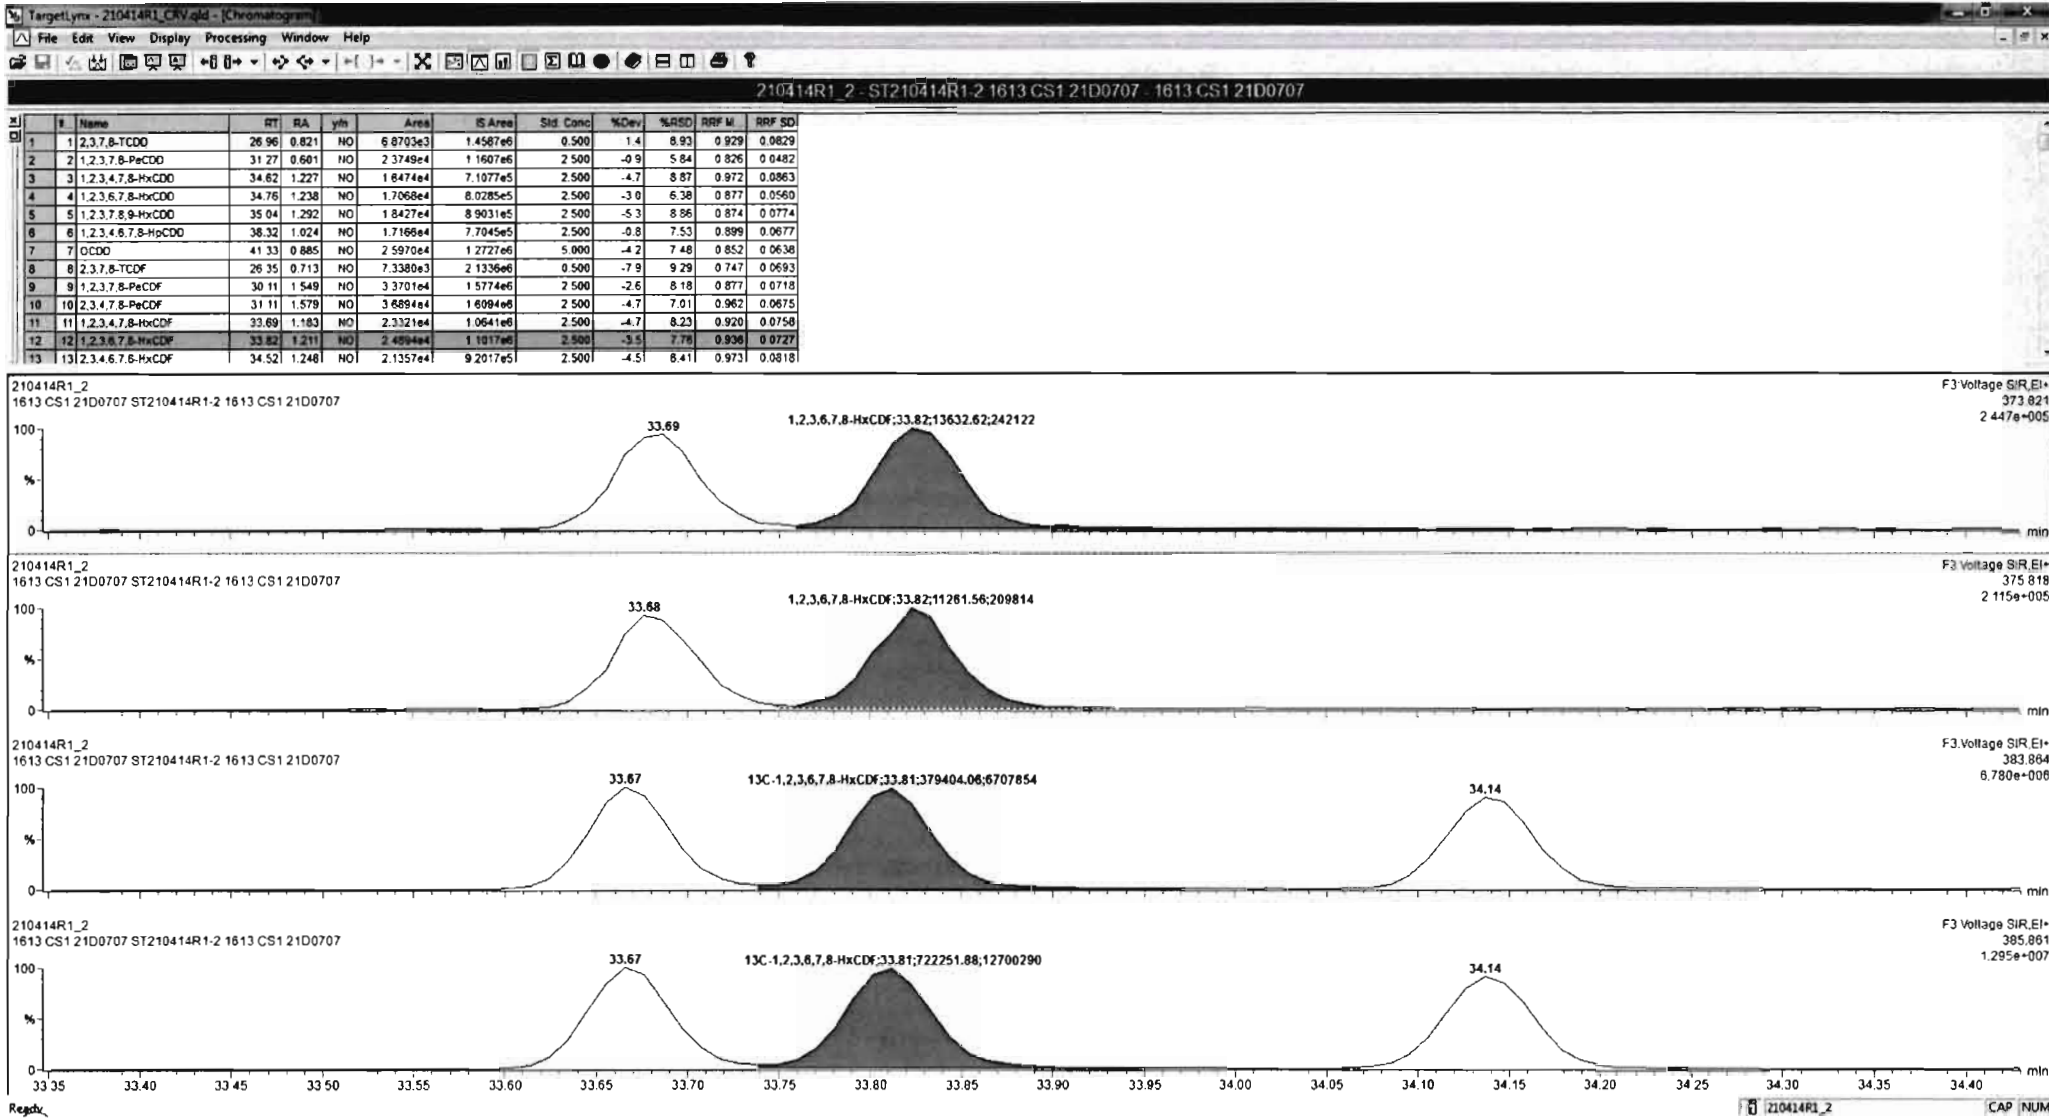 TargetLynx - 210414R1_CRV.qld - [Chromatogram]
File Edit View Display Processing Window Help
210414R1_2 - ST210414R1-2 1613 CS1 21D0707 - 1613 CS1 21D0707
# Name RT RA y/n Area IS Area Std. Conc %Dev %RSD RRF M... RRF SD
1 1 2,3,7,8-TCDD 26.96 0.821 NO 6.8703e3 1.4587e6 0.500 1.4 8.93 0.929 0.0829
2 2 1,2,3,7,8-PeCDD 31.27 0.601 NO 2.3749e4 1.1607e6 2.500 -0.9 5.84 0.826 0.0482
3 3 1,2,3,4,7,8-HxCDD 34.62 1.227 NO 1.6474e4 7.1077e5 2.500 -4.7 8.87 0.972 0.0863
4 4 1,2,3,6,7,8-HxCDD 34.76 1.238 NO 1.7068e4 8.0285e5 2.500 -3.0 6.38 0.877 0.0560
5 5 1,2,3,7,8,9-HxCDD 35.04 1.292 NO 1.8427e4 8.9031e5 2.500 -5.3 8.86 0.874 0.0774
6 6 1,2,3,4,6,7,8-HpCDD 38.32 1.024 NO 1.7166e4 7.7045e5 2.500 -0.8 7.53 0.899 0.0677
7 7 OCDD 41.33 0.885 NO 2.5970e4 1.2727e6 5.000 -4.2 7.48 0.852 0.0638
8 8 2,3,7,8-TCDF 26.35 0.713 NO 7.3380e3 2.1336e6 0.500 -7.9 9.29 0.747 0.0693
9 9 1,2,3,7,8-PeCDF 30.11 1.549 NO 3.3701e4 1.5774e6 2.500 -2.6 8.18 0.877 0.0718
10 10 2,3,4,7,8-PeCDF 31.11 1.579 NO 3.6894e4 1.6094e6 2.500 -4.7 7.01 0.962 0.0675
11 11 1,2,3,4,7,8-HxCDF 33.69 1.183 NO 2.3321e4 1.0641e6 2.500 -4.7 8.23 0.920 0.0758
12 12 1,2,3,6,7,8-HxCDF 33.82 1.211 NO 2.4894e4 1.1017e6 2.500 -3.5 7.76 0.936 0.0727
13 13 2,3,4,6,7,8-HxCDF 34.52 1.248 NO 2.1357e4 9.2017e5 2.500 -4.5 8.41 0.973 0.0818
210414R1_2
1613 CS1 21D0707 ST210414R1-2 1613 CS1 21D0707
F3:Voltage SIR,EI+
373.821
2.447e+005
33.69
1,2,3,6,7,8-HxCDF;33.82;13632.62;242122
100
%
0
min
210414R1_2
1613 CS1 21D0707 ST210414R1-2 1613 CS1 21D0707
F3:Voltage SIR,EI+
375.818
2.115e+005
33.68
1,2,3,6,7,8-HxCDF;33.82;11261.56;209814
100
%
0
min
210414R1_2
1613 CS1 21D0707 ST210414R1-2 1613 CS1 21D0707
F3:Voltage SIR,EI+
383.864
6.780e+006
33.67
13C-1,2,3,6,7,8-HxCDF;33.81;379404.06;6707854
34.14
100
%
0
min
210414R1_2
1613 CS1 21D0707 ST210414R1-2 1613 CS1 21D0707
F3:Voltage SIR,EI+
385.861
1.295e+007
33.67
13C-1,2,3,6,7,8-HxCDF;33.81;722251.88;12700290
34.14
100
%
0
min
33.35 33.40 33.45 33.50 33.55 33.60 33.65 33.70 33.75 33.80 33.85 33.90 33.95 34.00 34.05 34.10 34.15 34.20 34.25 34.30 34.35 34.40
Ready
210414R1_2
CAP NUM